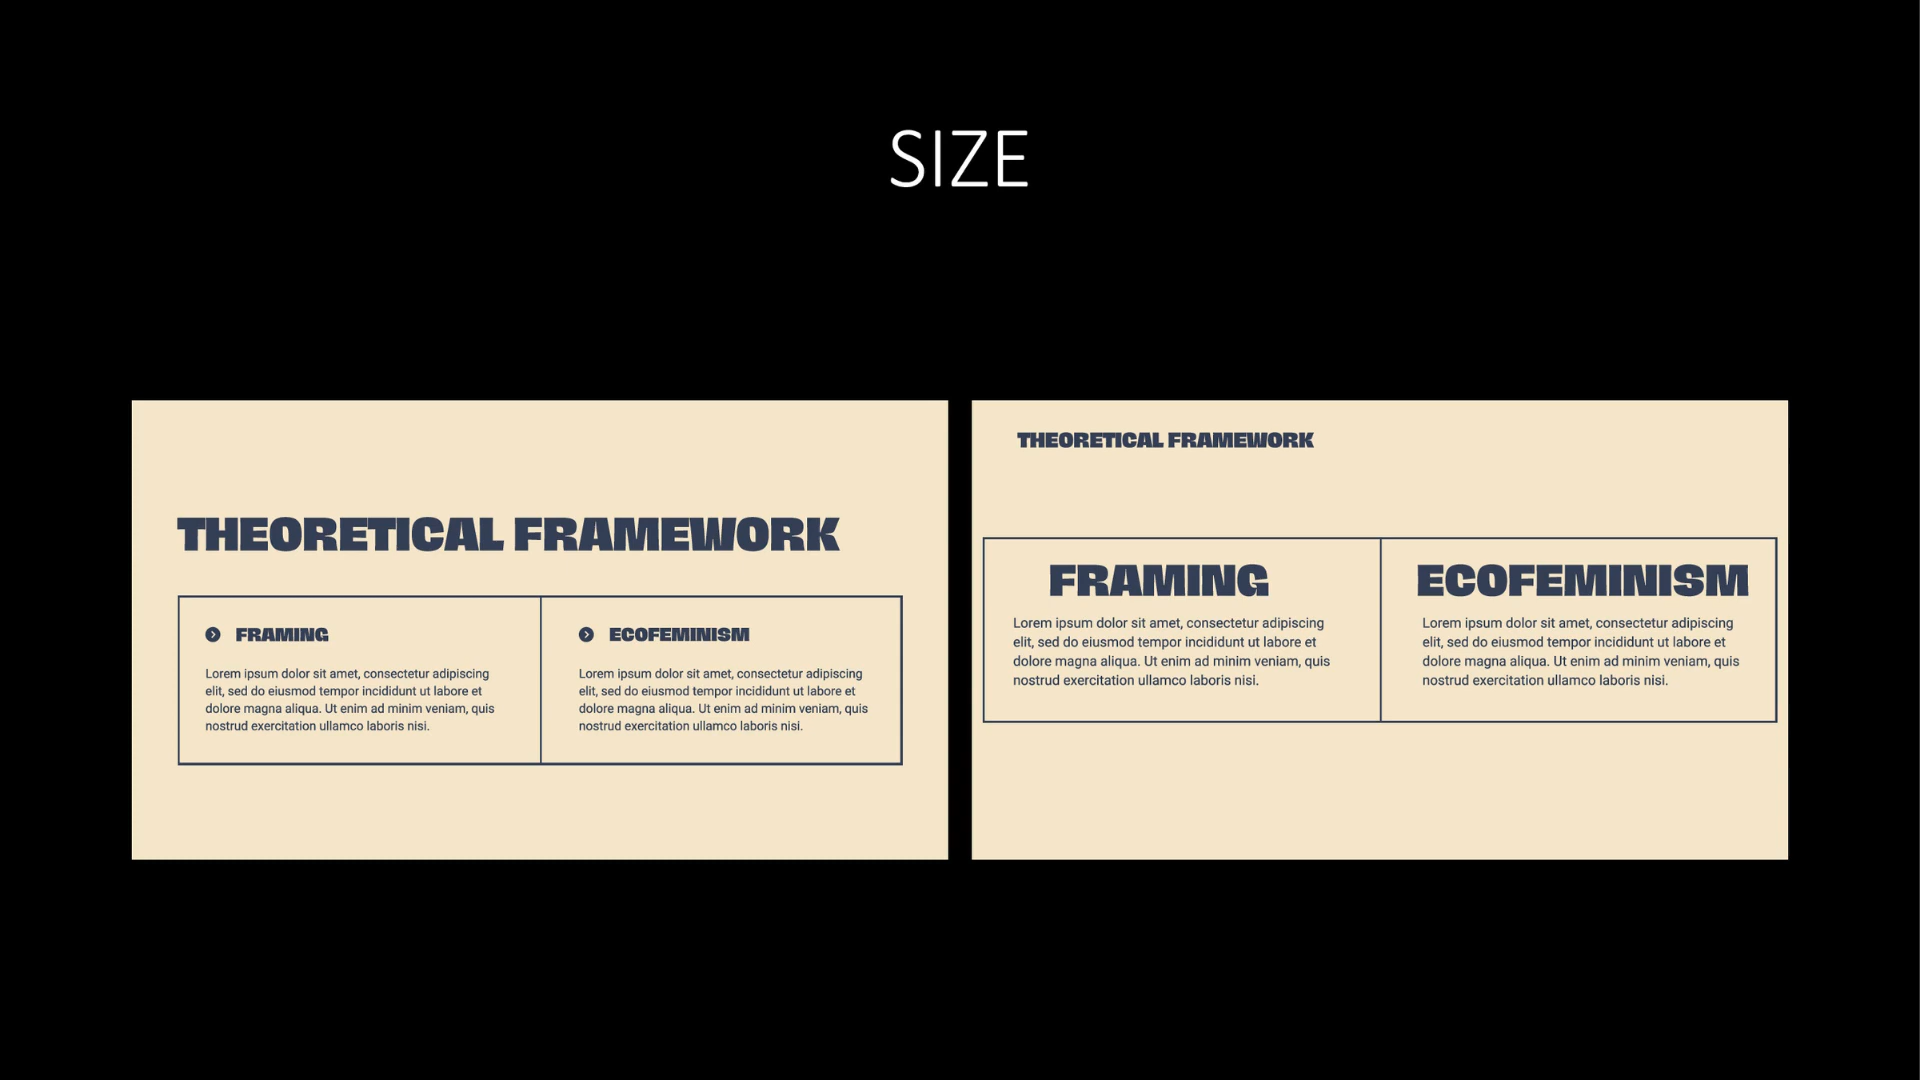 SIZE
THEORETICAL FRAMEWORK
FRAMING
Lorem ipsum dolor sit amet, consectetur adipiscing
elit, sed do eiusmod tempor incididunt ut labore et
dolore magna aliqua. Ut enim ad minim veniam, quis
nostrud exercitation ullamco laboris nisi.
ECOFEMINISM
Lorem ipsum dolor sit amet, consectetur adipiscing
elit, sed do eiusmod tempor incididunt ut labore et
dolore magna aliqua. Ut enim ad minim veniam, quis
nostrud exercitation ullamco laboris nisi.
THEORETICAL FRAMEWORK
FRAMING
Lorem ipsum dolor sit amet, consectetur adipiscing
elit, sed do eiusmod tempor incididunt ut labore et
dolore magna aliqua. Ut enim ad minim veniam, quis
nostrud exercitation ullamco laboris nisi.
ECOFEMINISM
Lorem ipsum dolor sit amet, consectetur adipiscing
elit, sed do eiusmod tempor incididunt ut labore et
dolore magna aliqua. Ut enim ad minim veniam, quis
nostrud exercitation ullamco laboris nisi.